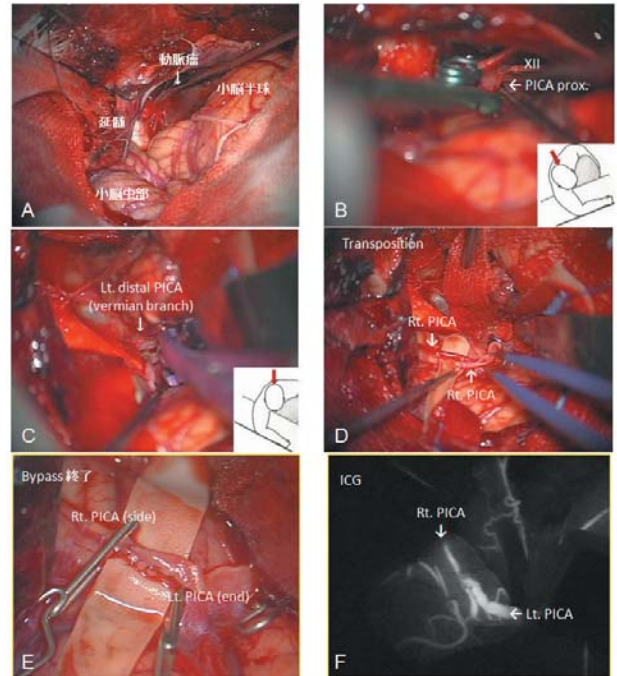 動脈瘤
小脳半球
延髄
小脳虫部
A
XII
← PICA prox.
B
Lt. distal PICA
(vermian branch)
C
Transposition
Rt. PICA
Rt. PICA
D
Bypass 終了
Rt. PICA (side)
Lt. PICA (end)
E
ICG
Rt. PICA
← Lt. PICA
F